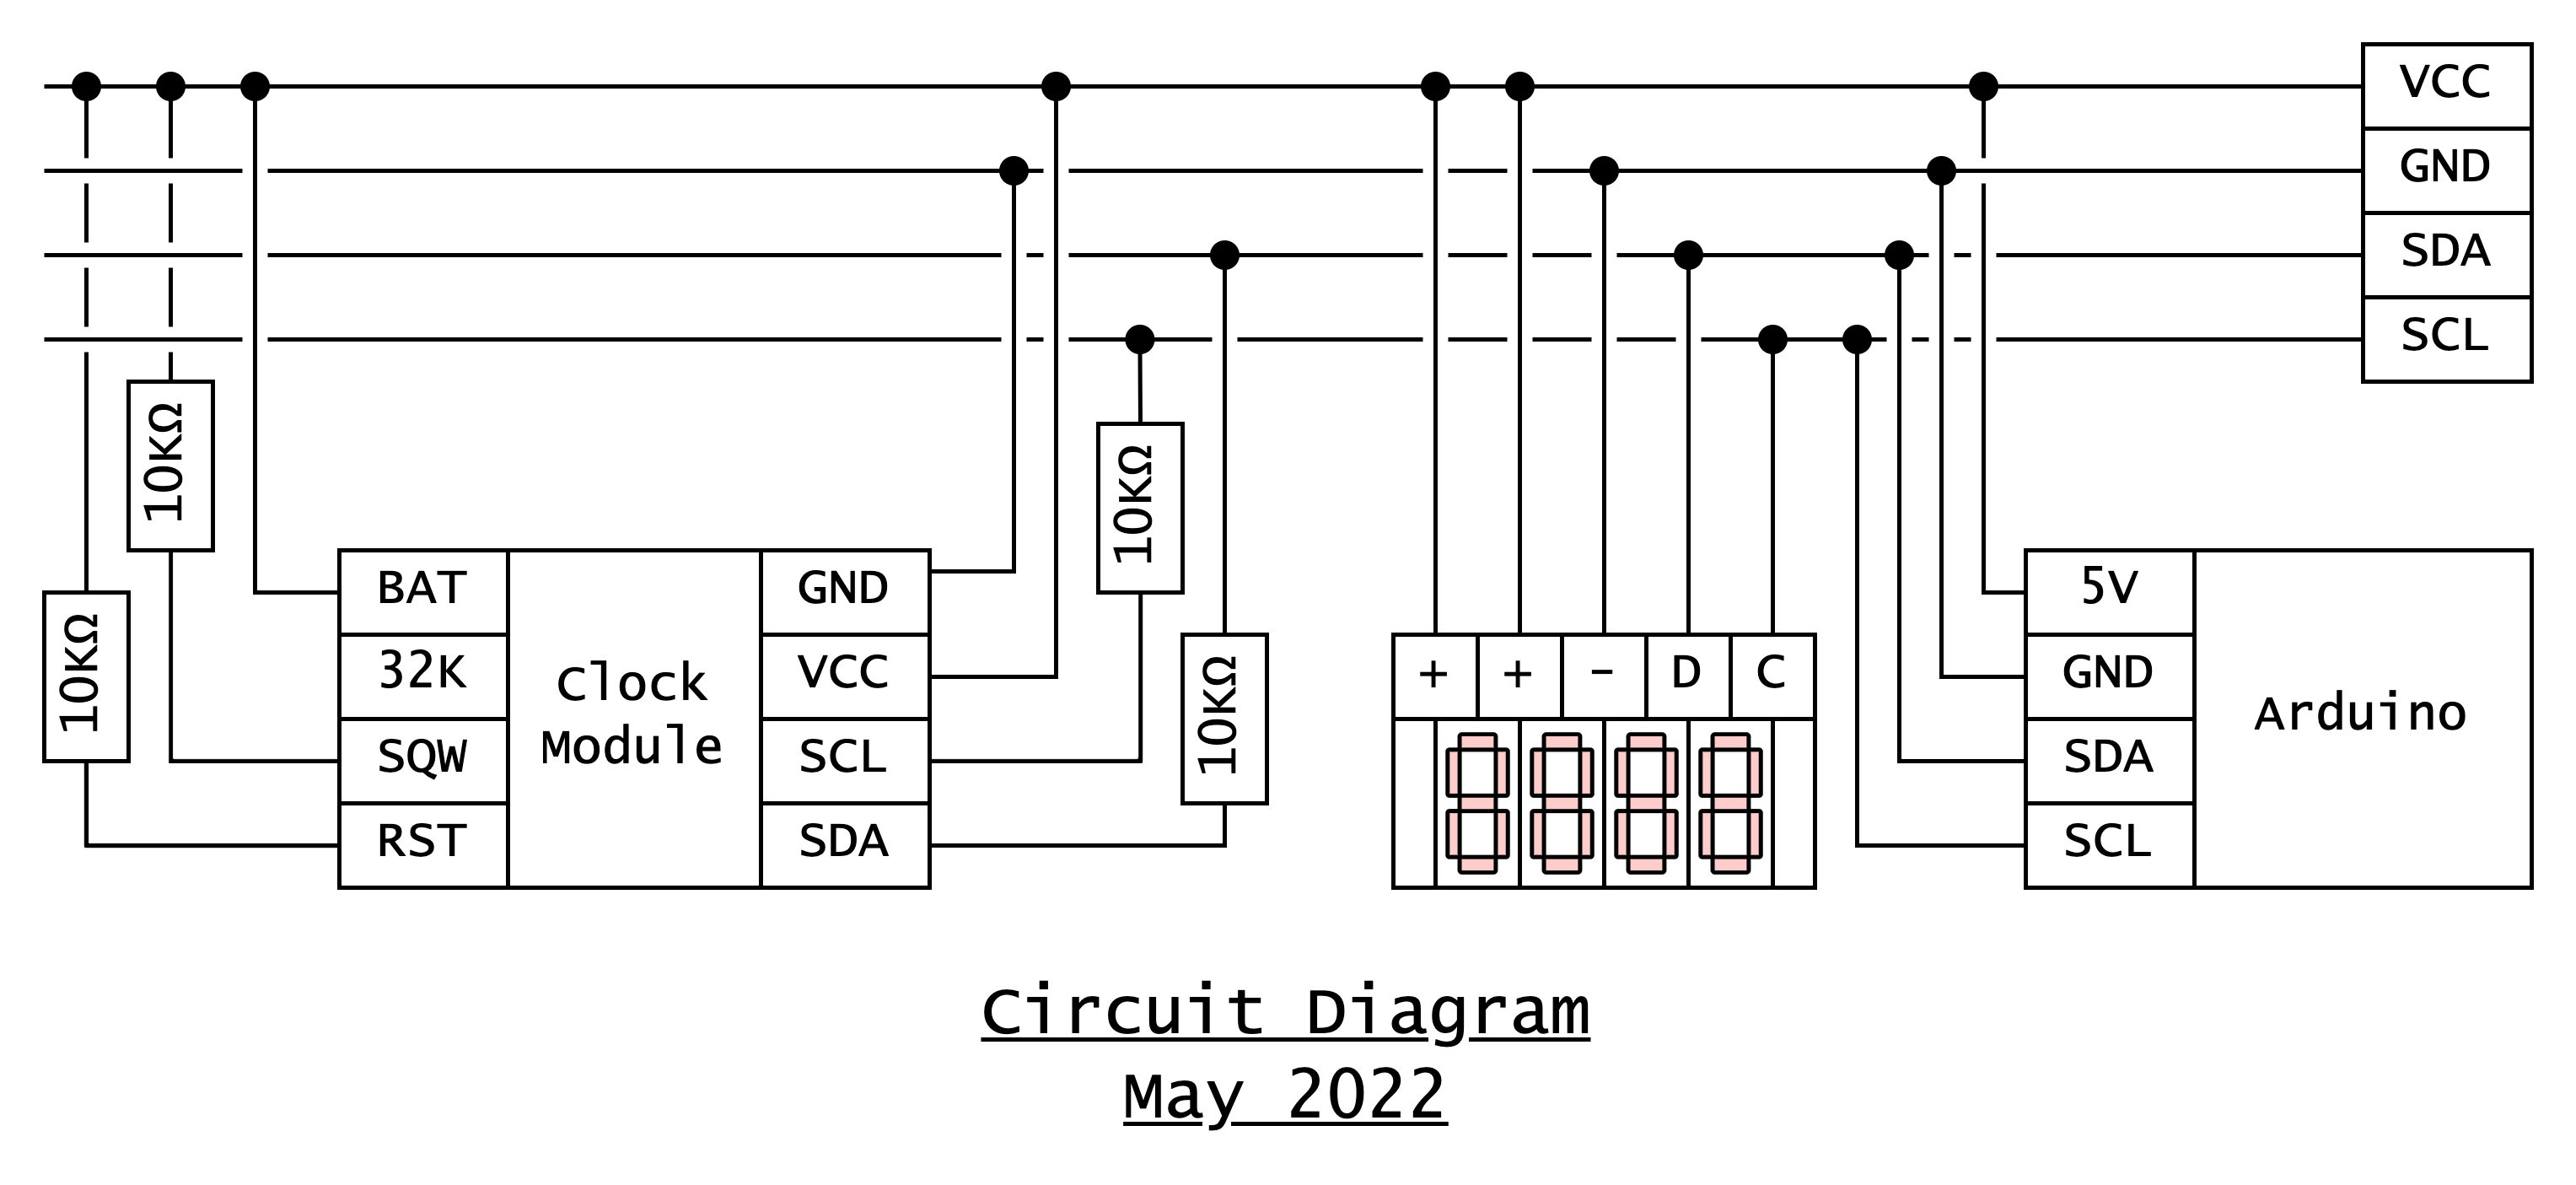 VCC
GND
SDA
SCL
10KΩ
10KΩ
10KΩ
10KΩ
BAT
32K
SQW
RST
Clock
Module
GND
VCC
SCL
SDA
+ + - D C
5V
GND
SDA
SCL
Arduino
Circuit Diagram
May 2022